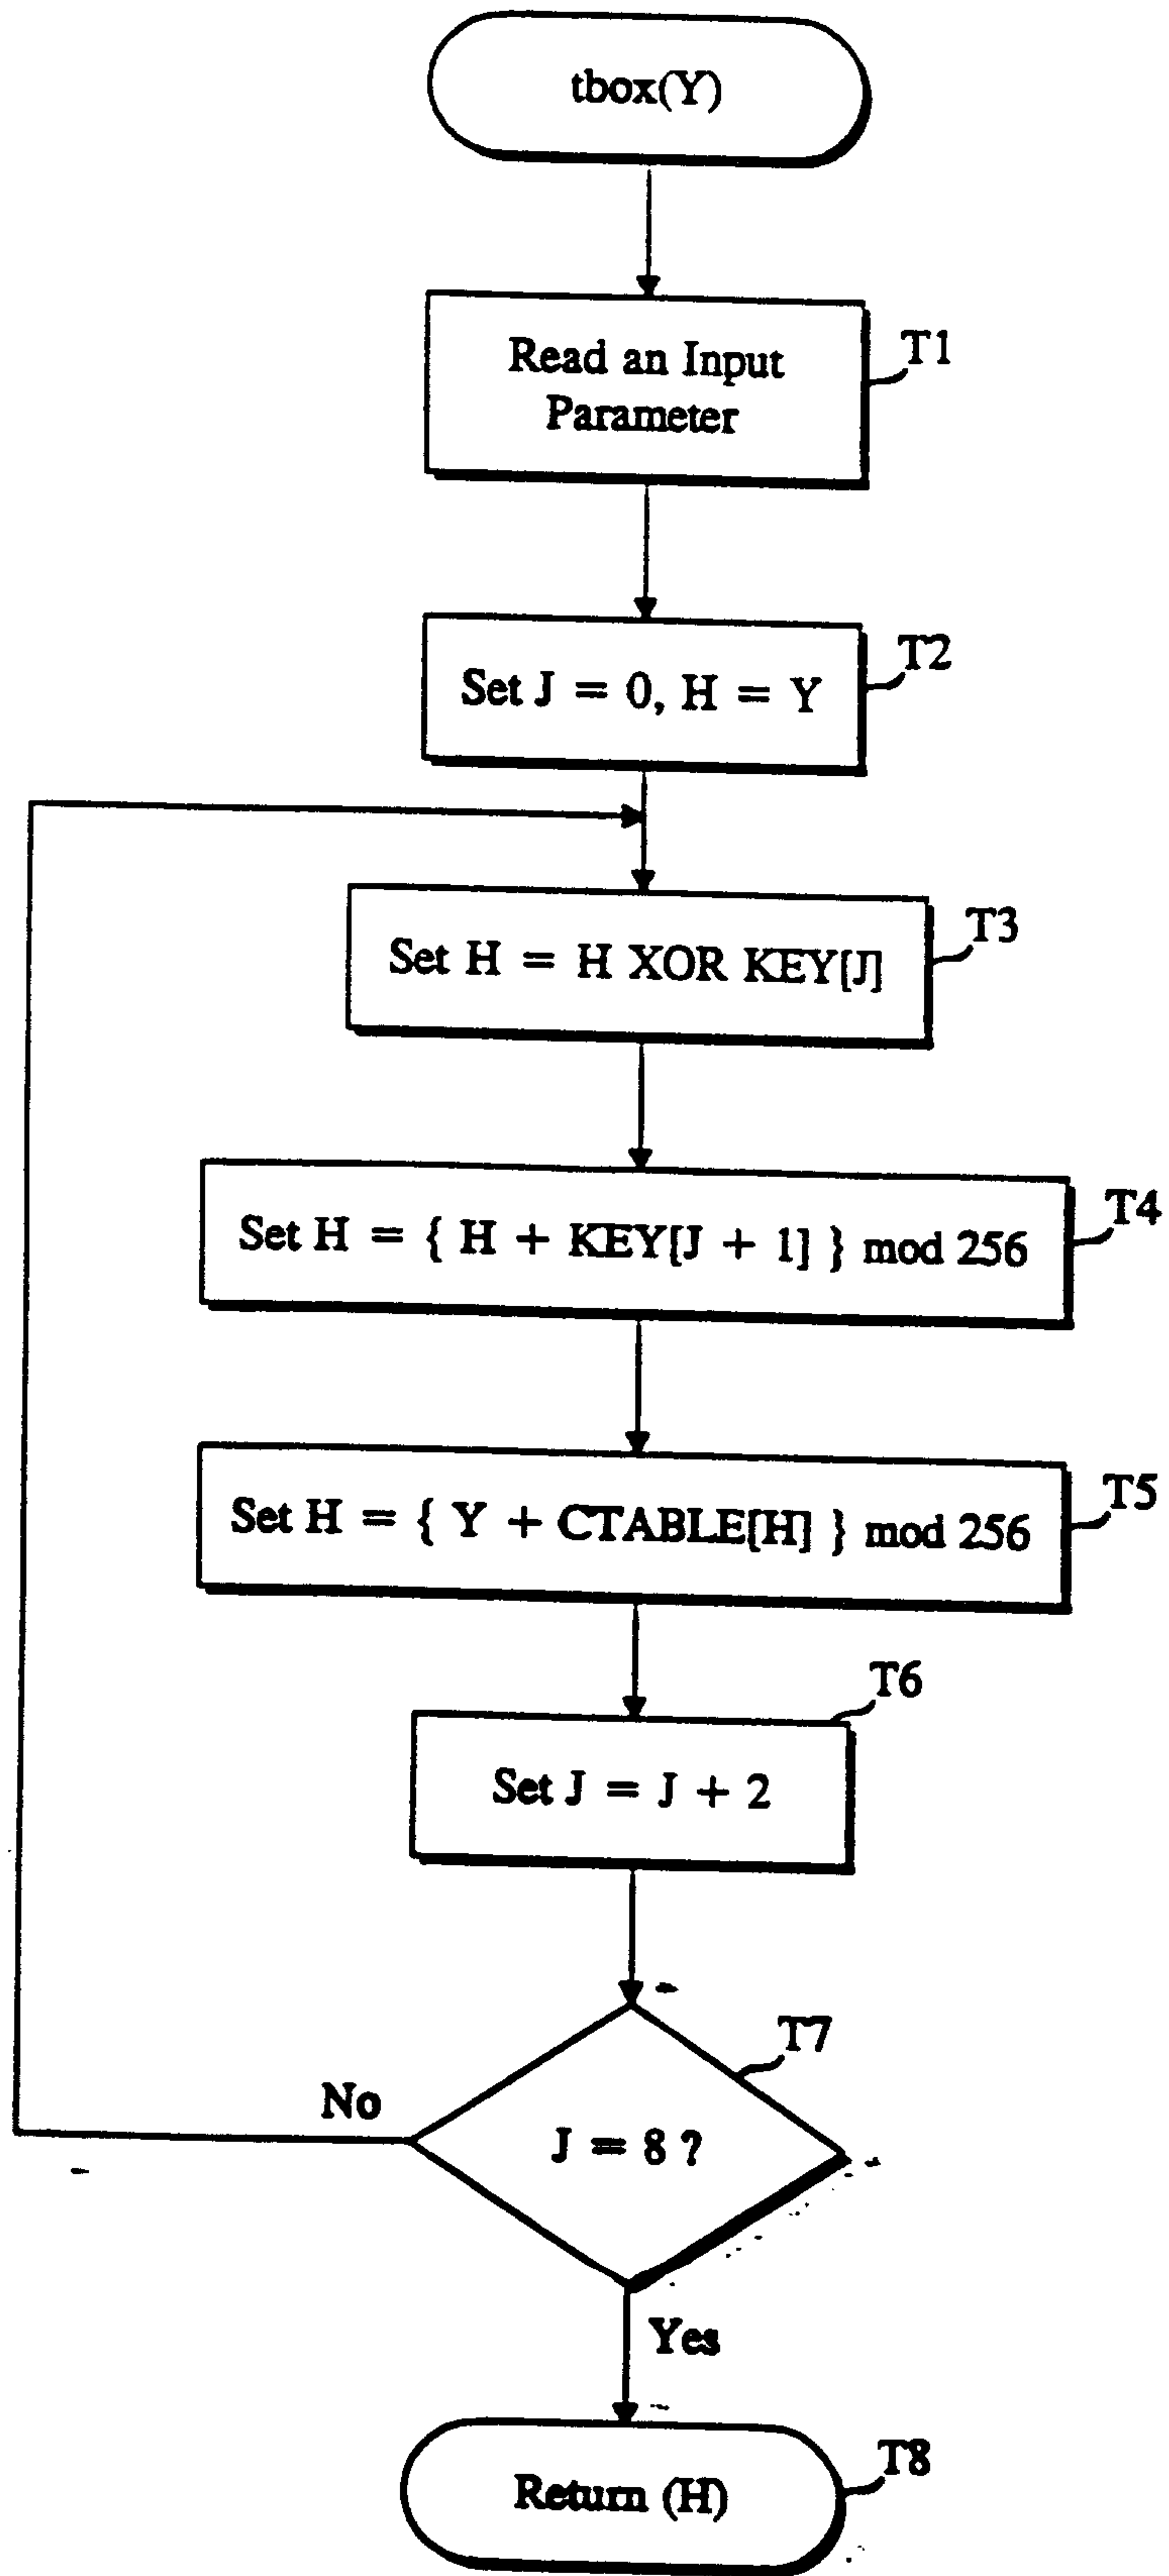 tbox(Y)
Read an Input
Parameter
T1
Set J = 0, H = Y
T2
Set H = H XOR KEY[J]
T3
Set H = { H + KEY[J + 1] } mod 256
T4
Set H = { Y + CTABLE[H] } mod 256
T5
T6
Set J = J + 2
T7
No
J = 8 ?
Yes
Return (H)
T8